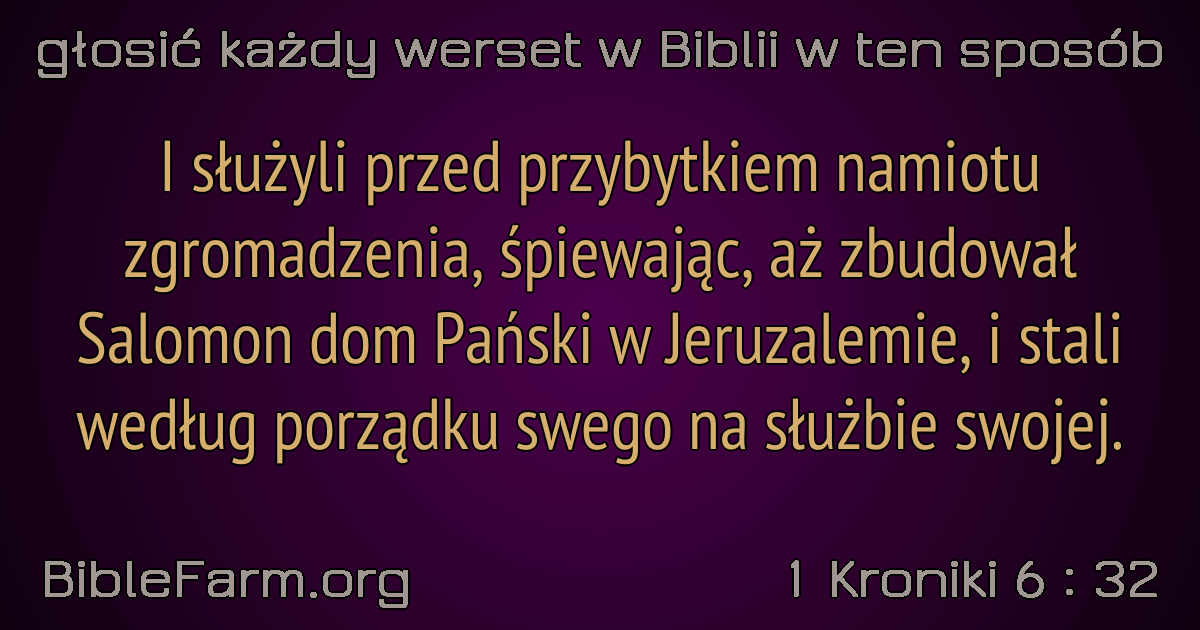 głosić każdy werset w Biblii w ten sposób
I służyli przed przybytkiem namiotu
zgromadzenia, śpiewając, aż zbudował
Salomon dom Pański w Jeruzalemie, i stali
według porządku swego na służbie swojej.
BibleFarm.org
1 Kroniki 6 : 32